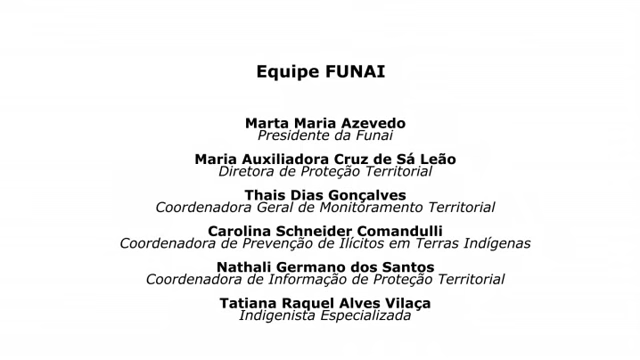 Equipe FUNAI
Marta Maria Azevedo
Presidente da Funai
Maria Auxiliadora Cruz de Sá Leão
Diretora de Proteção Territorial
Thais Dias Gonçalves
Coordenadora Geral de Monitoramento Territorial
Carolina Schneider Comandulli
Coordenadora de Prevenção de Ilícitos em Terras Indígenas
Nathali Germano dos Santos
Coordenadora de Informação de Proteção Territorial
Tatiana Raquel Alves Vilaça
Indigenista Especializada